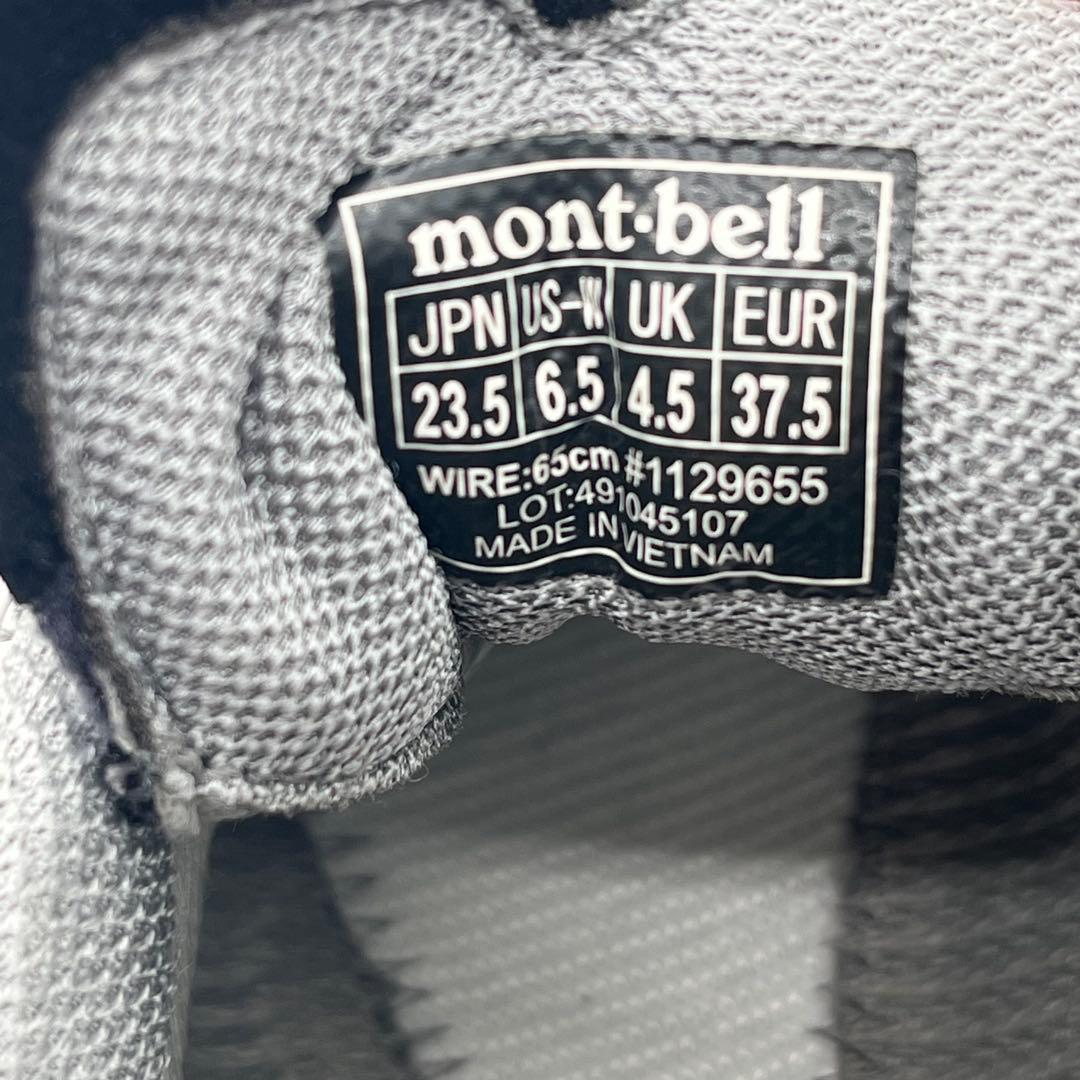 mont-bell
JPN US-W UK EUR
23.5 6.5 4.5 37.5
WIRE:65cm #1129655
LOT:491045107
MADE IN VIETNAM